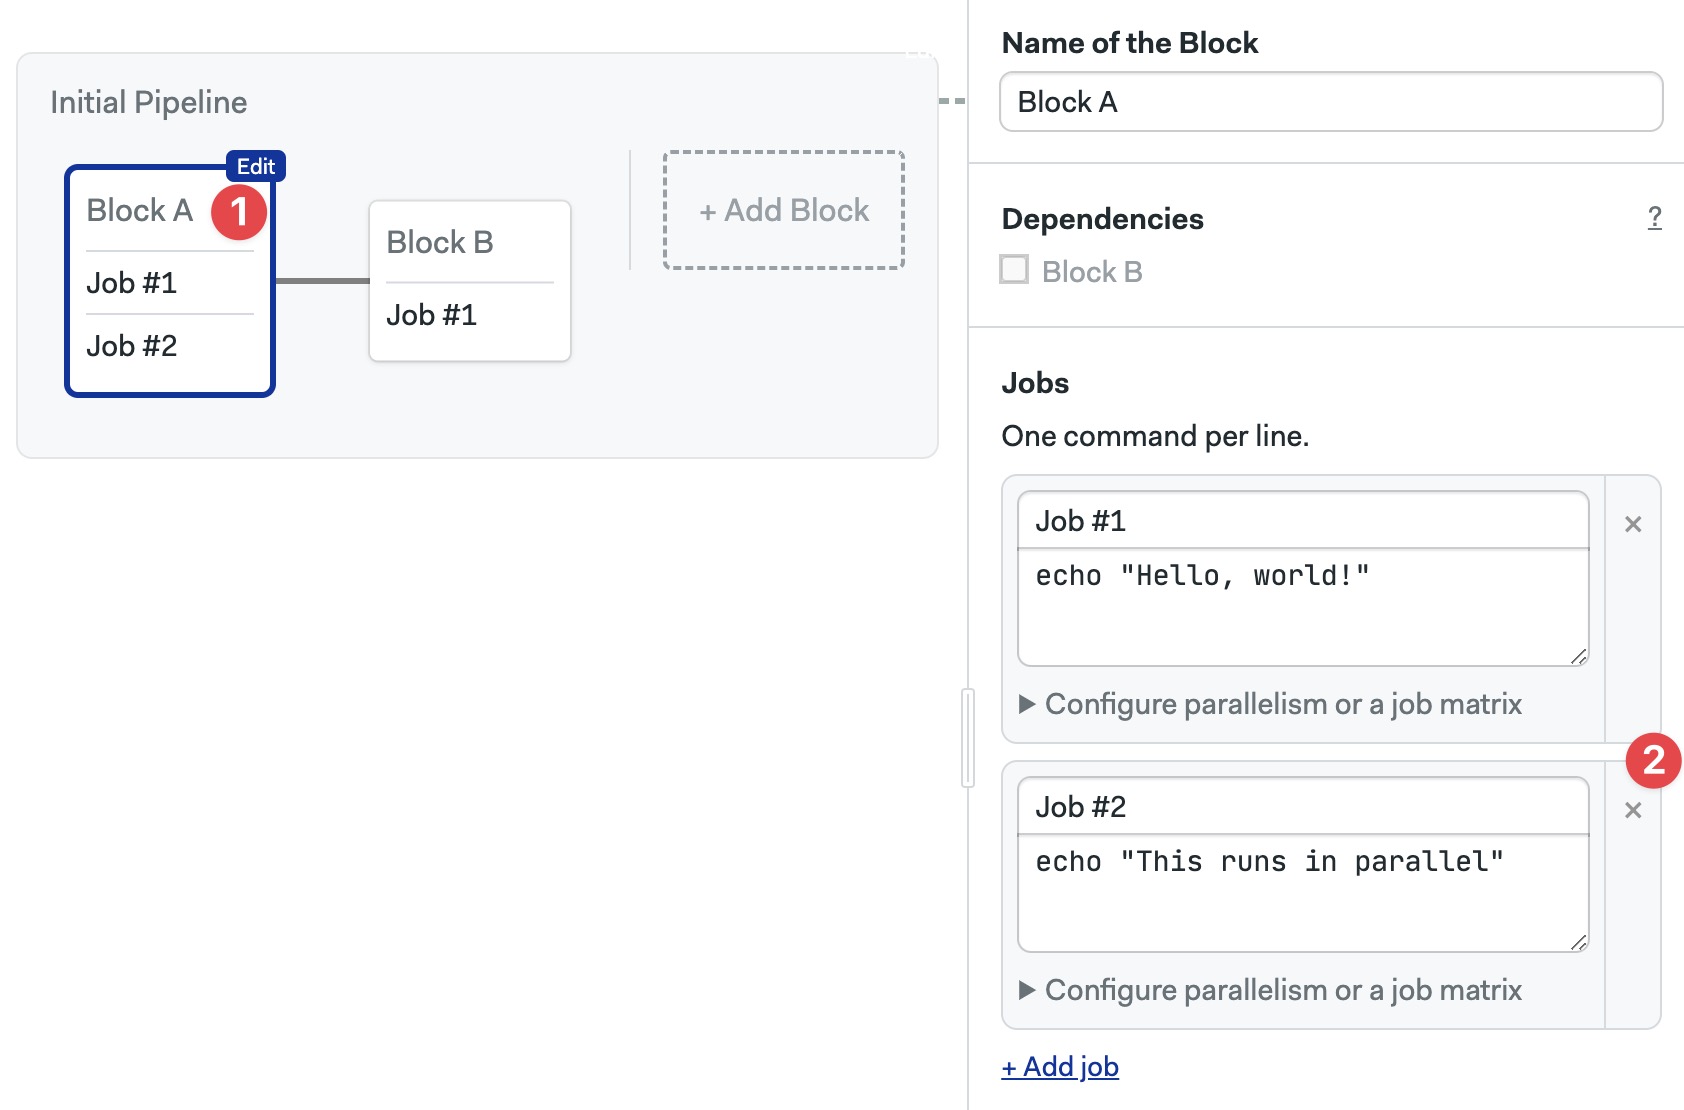 Initial Pipeline
Edit
Block A
1
Job #1
Job #2
Block B
Job #1
+ Add Block
Name of the Block
Block A
Dependencies
?
Block B
Jobs
One command per line.
Job #1
×
echo "Hello, world!"
▶ Configure parallelism or a job matrix
2
Job #2
×
echo "This runs in parallel"
▶ Configure parallelism or a job matrix
+ Add job